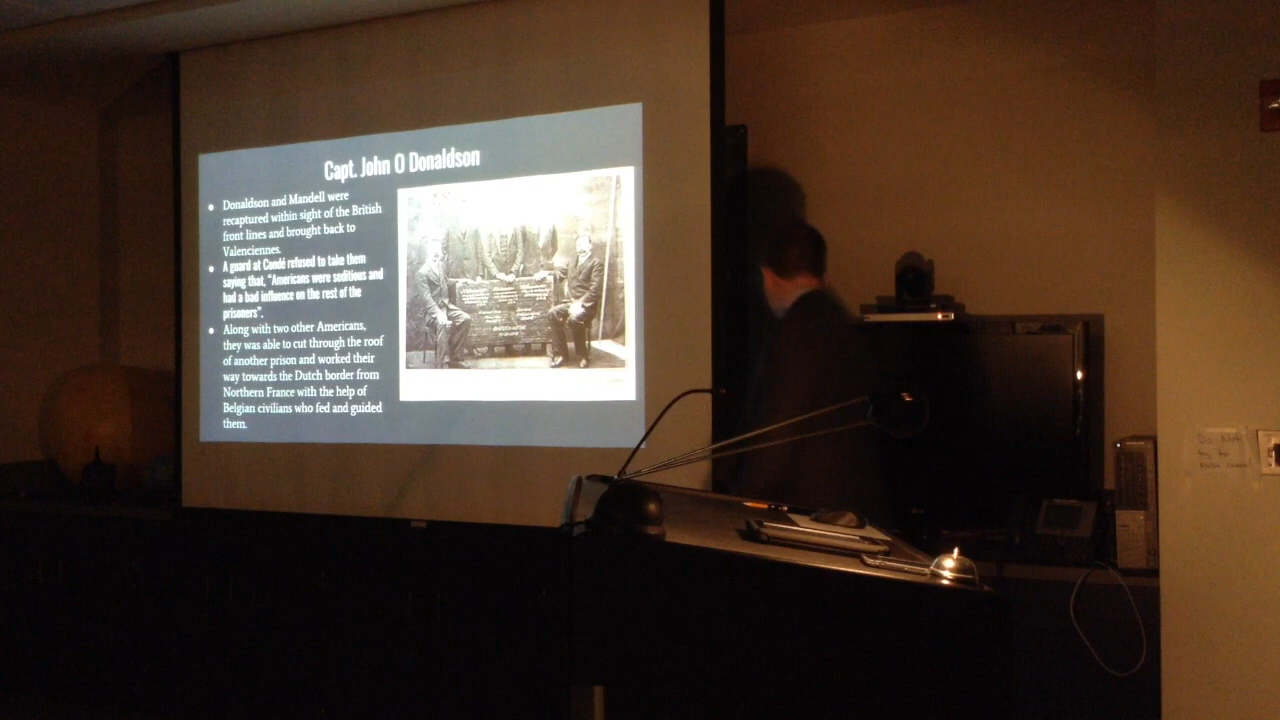 Capt. John O Donaldson
Donaldson and Mandell were
recaptured within sight of the British
front lines and brought back to
Valenciennes.
A guard at Condé refused to take them
saying that, "Americans were seditious and
had a bad influence on the rest of the
prisoners".
Along with two other Americans,
they was able to cut through the roof
of another prison and worked their
way towards the Dutch border from
Northern France with the help of
Belgian civilians who fed and guided
them.
Do Not
try to